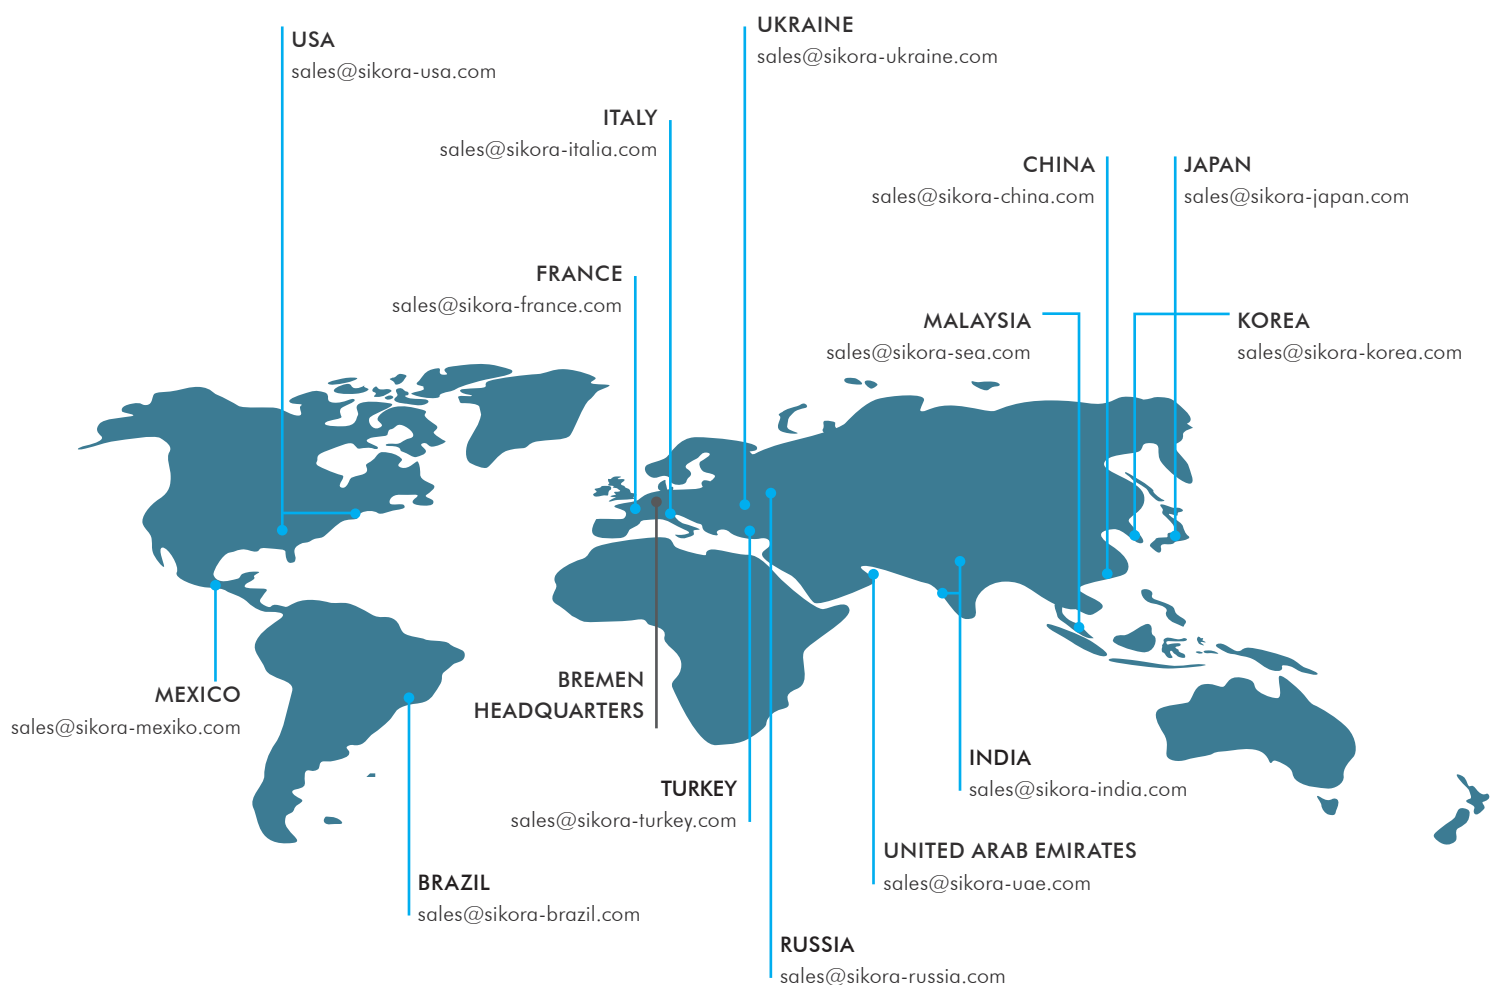 USA
sales@sikora-usa.com
UKRAINE
sales@sikora-ukraine.com
ITALY
sales@sikora-italia.com
CHINA
sales@sikora-china.com
JAPAN
sales@sikora-japan.com
FRANCE
sales@sikora-france.com
MALAYSIA
sales@sikora-sea.com
KOREA
sales@sikora-korea.com
MEXICO
sales@sikora-mexiko.com
BREMEN
HEADQUARTERS
INDIA
sales@sikora-india.com
TURKEY
sales@sikora-turkey.com
UNITED ARAB EMIRATES
sales@sikora-uae.com
BRAZIL
sales@sikora-brazil.com
RUSSIA
sales@sikora-russia.com